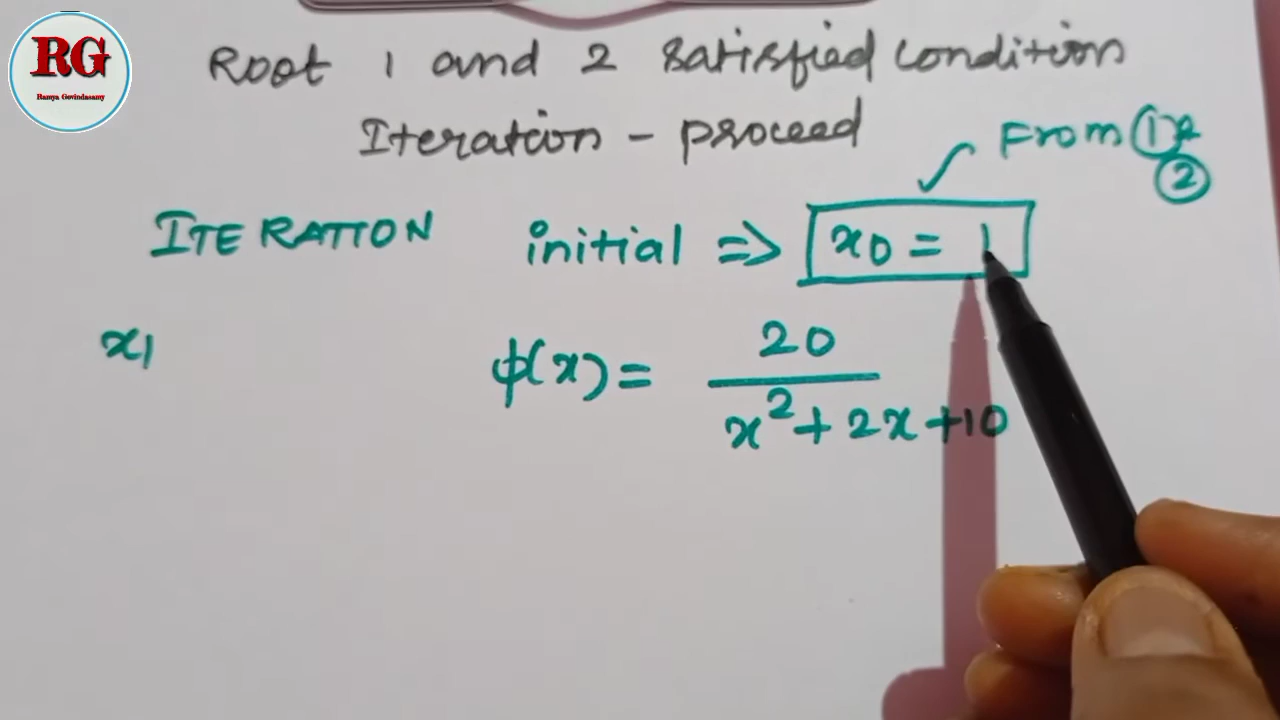 RG
Ramya Govindasamy
Root 1 and 2 satisfied condition
Iteration - proceed
From ① &
②
ITERATION initial => x0 = 1
x1
φ(x) = 20
x²+2x+10